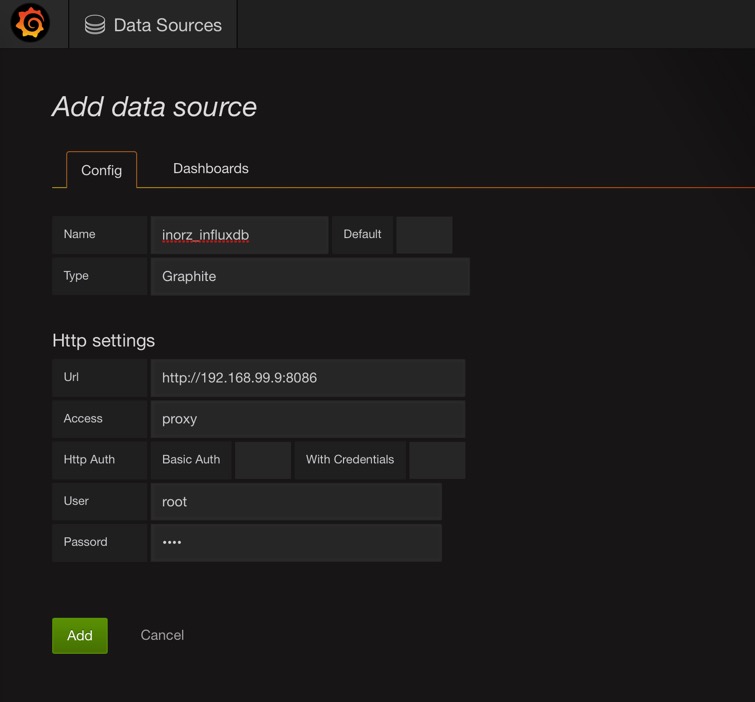 Data Sources
Add data source
Config Dashboards
Name inorz_influxdb Default
Type Graphite
Http settings
Url http://192.168.99.9:8086
Access proxy
Http Auth Basic Auth With Credentials
User root
Passord ••••
Add Cancel